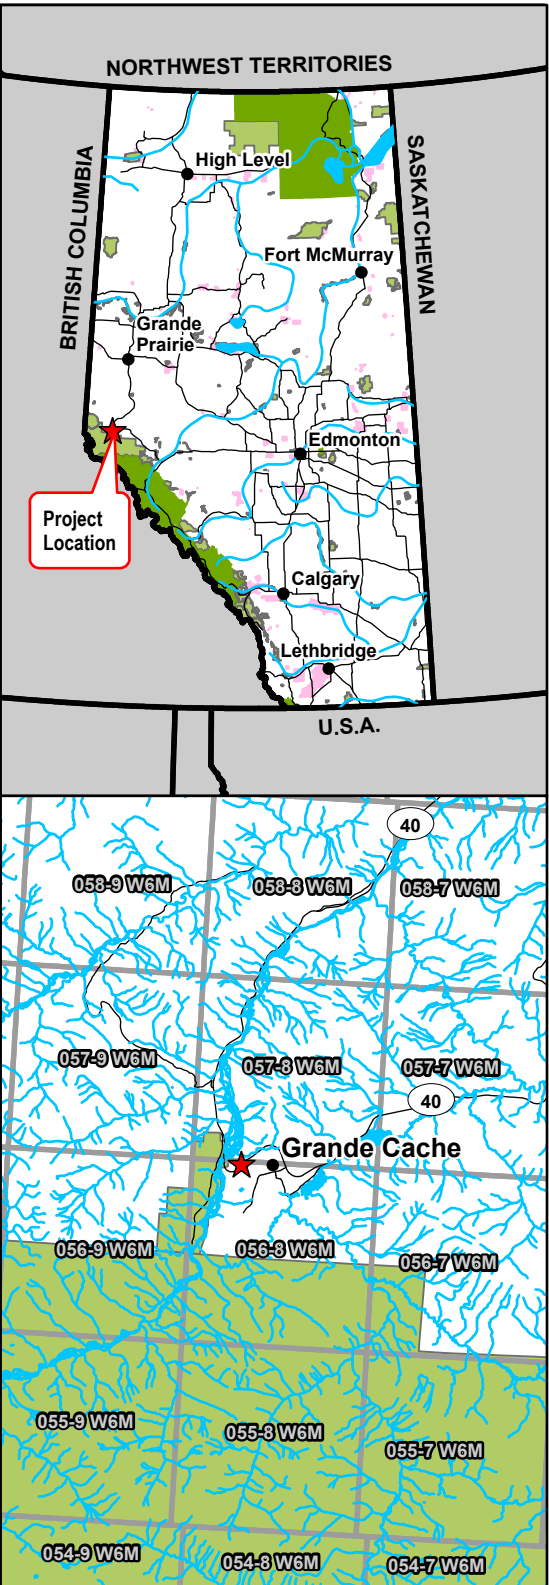 NORTHWEST TERRITORIES
BRITISH COLUMBIA
SASKATCHEWAN
High Level
Fort McMurray
Grande
Prairie
Edmonton
Project
Location
Calgary
Lethbridge
U.S.A.
40
058-9 W6M
058-8 W6M
058-7 W6M
057-9 W6M
057-8 W6M
057-7 W6M
40
Grande Cache
056-9 W6M
056-8 W6M
056-7 W6M
055-9 W6M
055-8 W6M
055-7 W6M
054-9 W6M
054-8 W6M
054-7 W6M